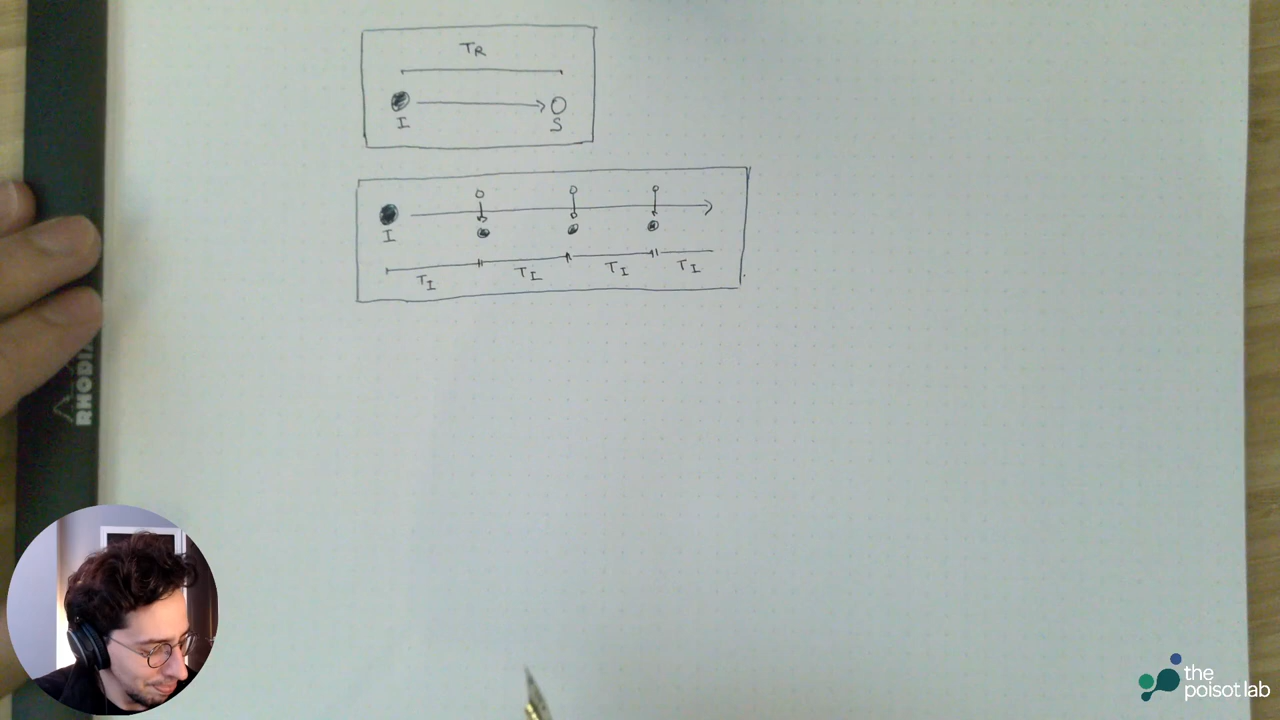 TR
I
S
I
TI TI TI TI
RHODIA
the
poisot lab